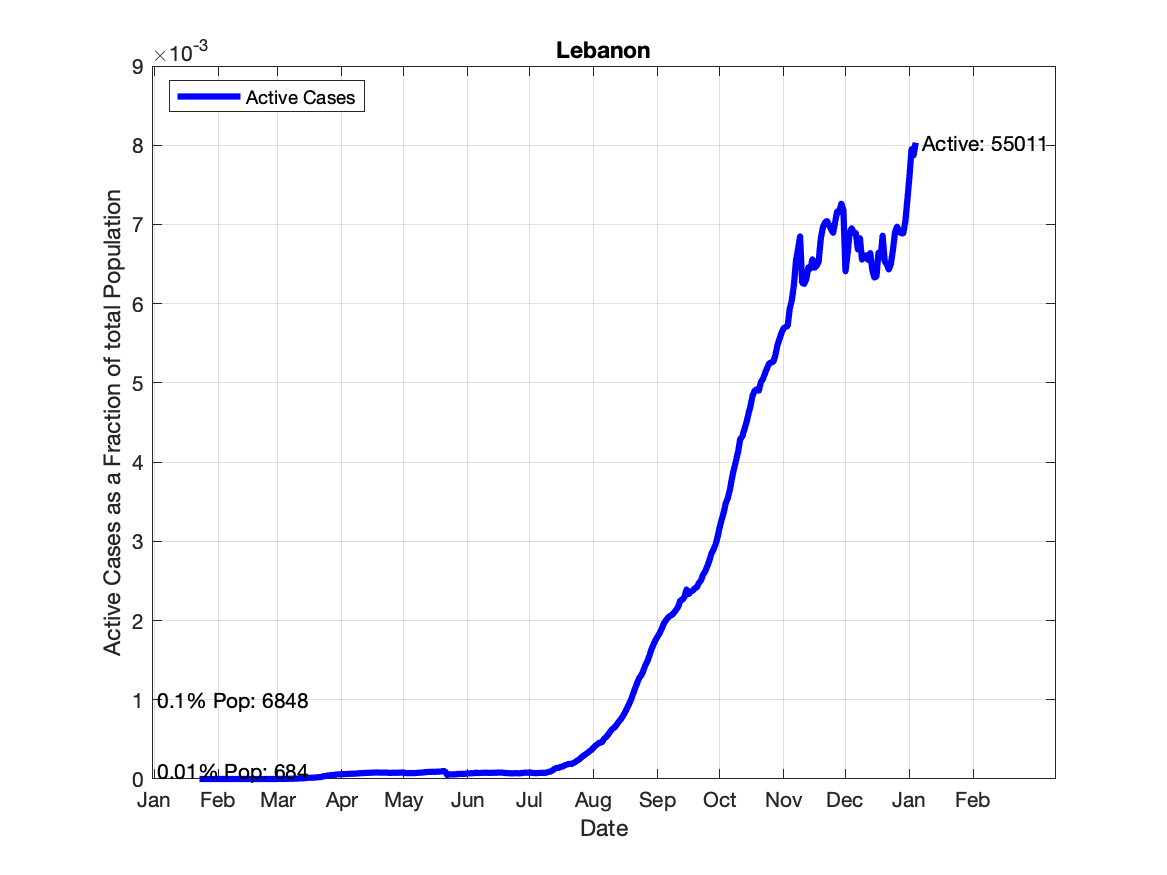 Lebanon
×10-3
9
8
7
6
5
4
3
2
1
0
Active Cases
Active: 55011
0.1% Pop: 6848
0.01% Pop: 684
Active Cases as a Fraction of total Population
Jan Feb Mar Apr May Jun Jul Aug Sep Oct Nov Dec Jan Feb
Date